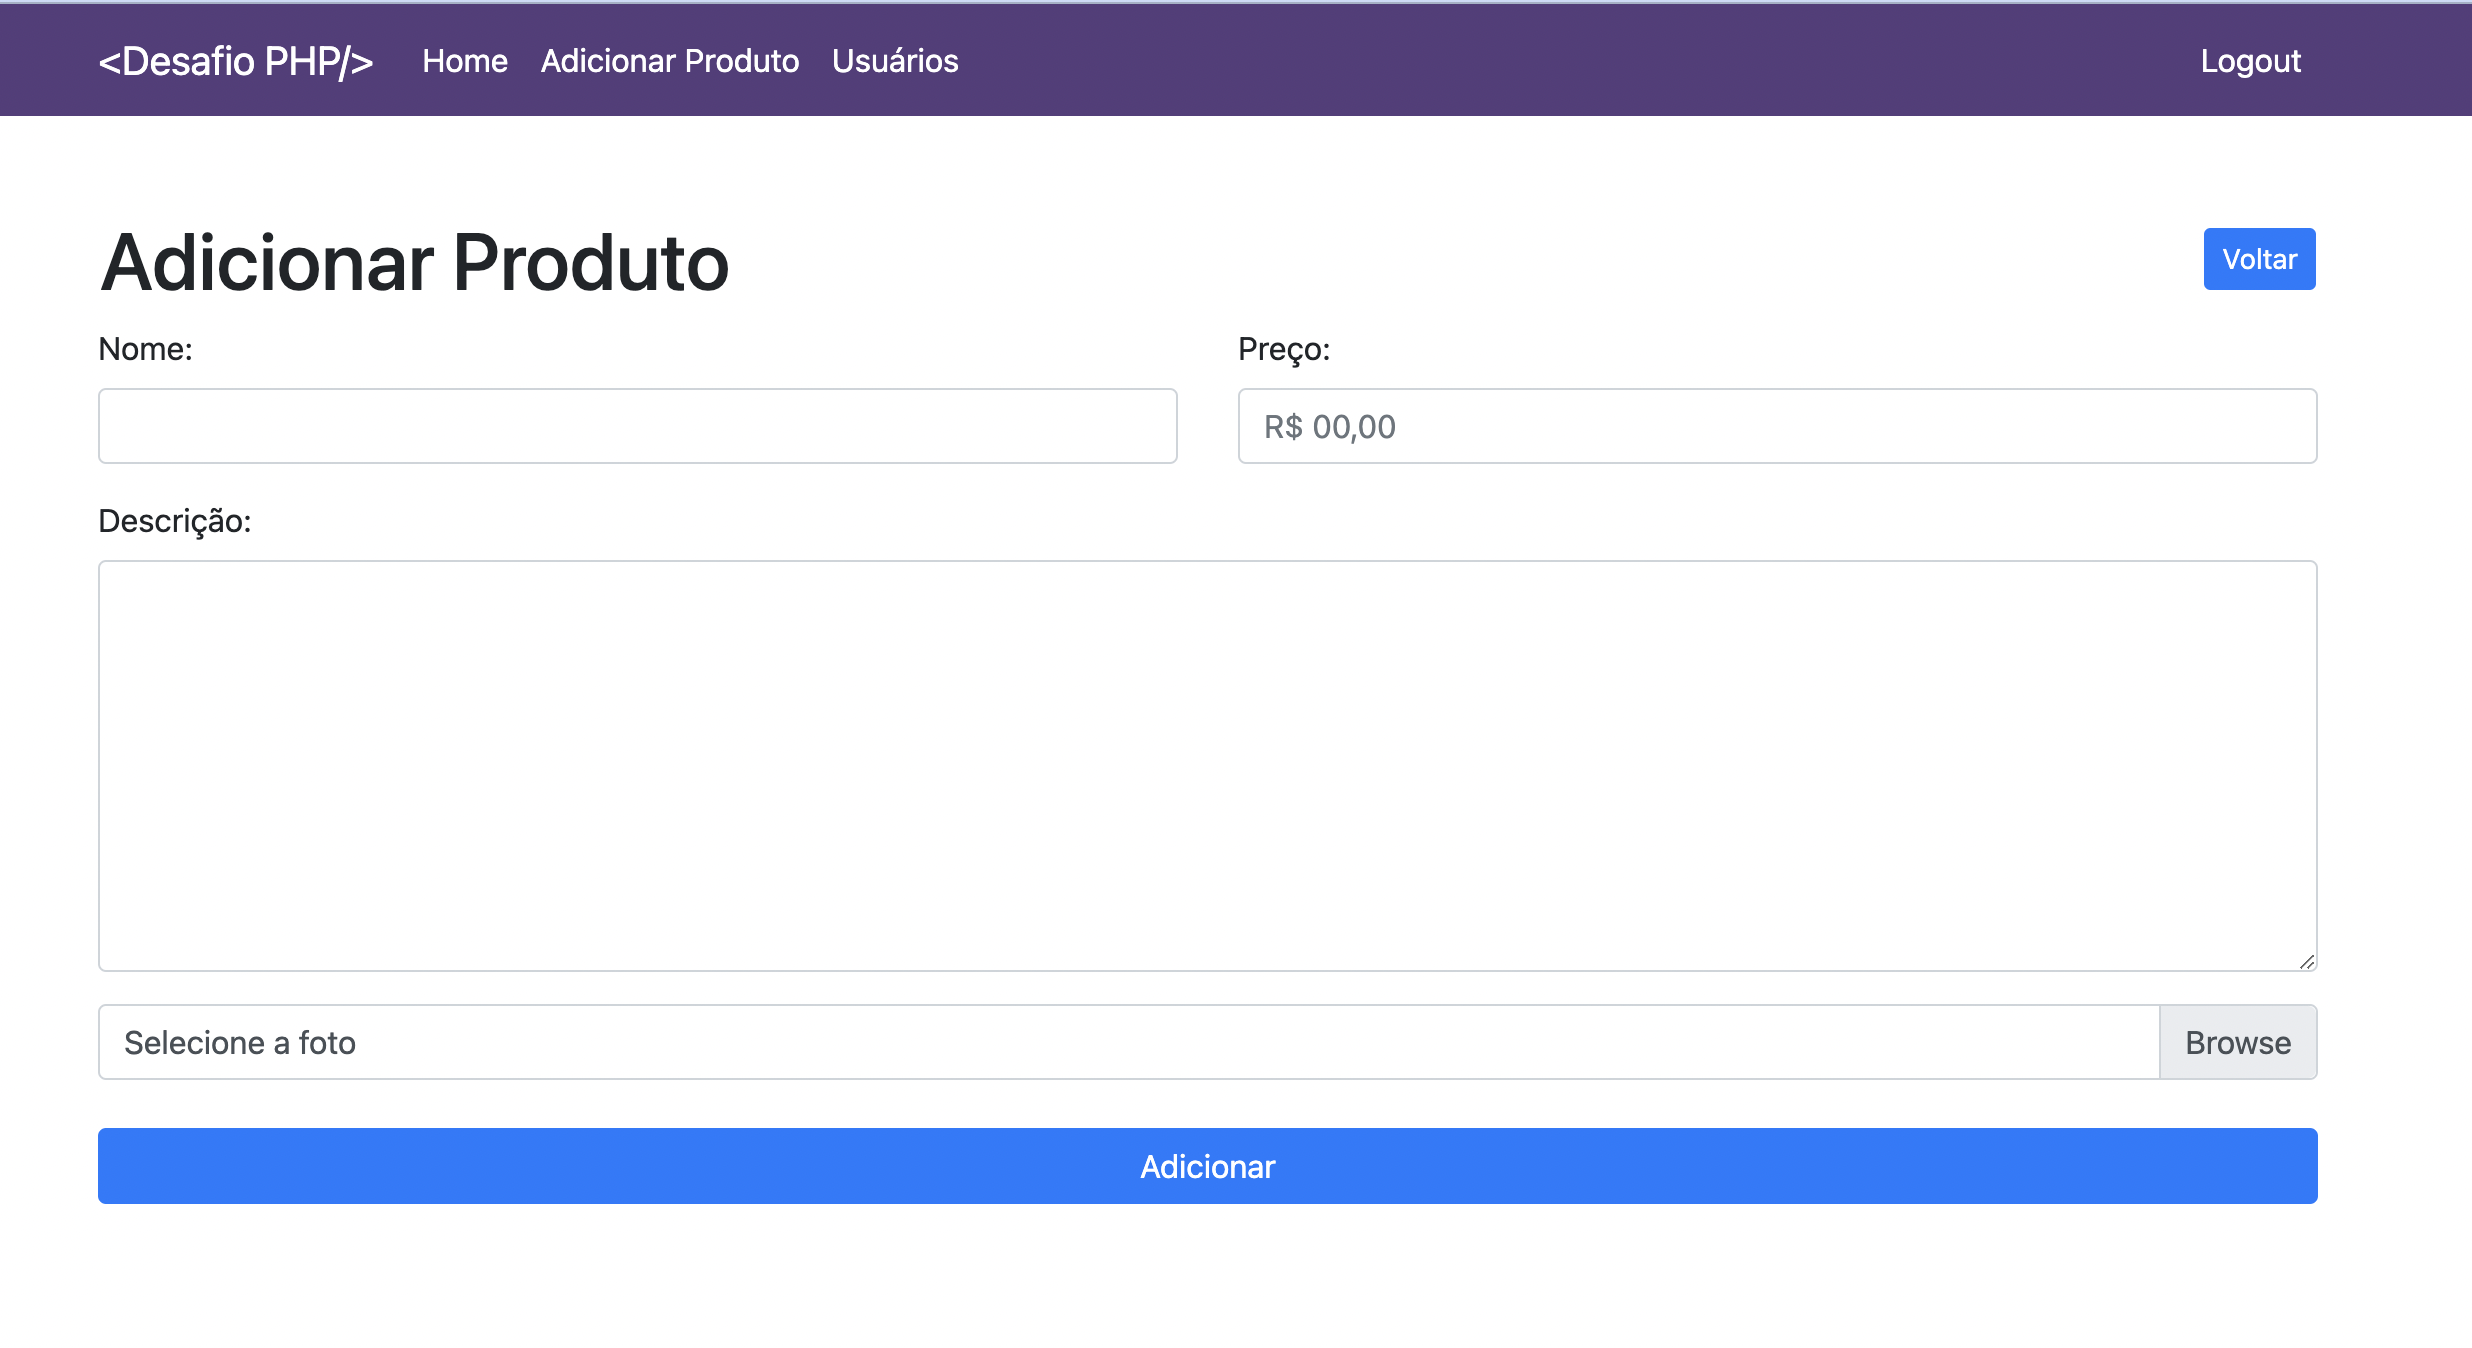 <Desafio PHP/> Home Adicionar Produto Usuários Logout
Adicionar Produto Voltar
Nome: Preço:
R$ 00,00
Descrição:
Selecione a foto Browse
Adicionar